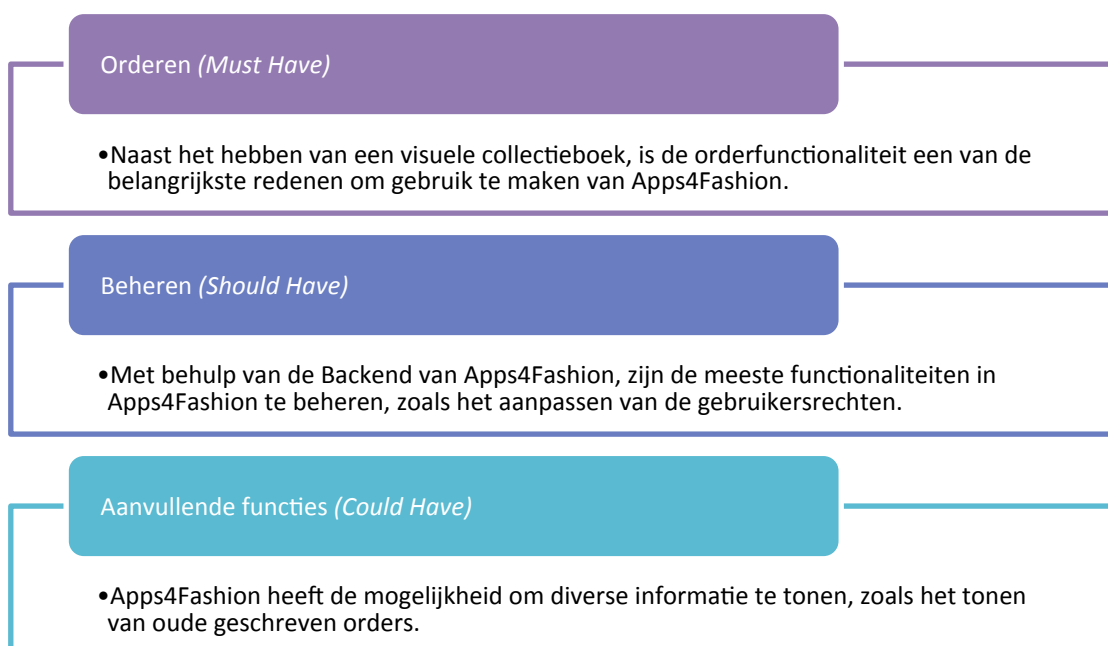 Orderen (Must Have)
•Naast het hebben van een visuele collectieboek, is de orderfunctionaliteit een van de
belangrijkste redenen om gebruik te maken van Apps4Fashion.
Beheren (Should Have)
•Met behulp van de Backend van Apps4Fashion, zijn de meeste functionaliteiten in
Apps4Fashion te beheren, zoals het aanpassen van de gebruikersrechten.
Aanvullende functies (Could Have)
•Apps4Fashion heeft de mogelijkheid om diverse informatie te tonen, zoals het tonen
van oude geschreven orders.